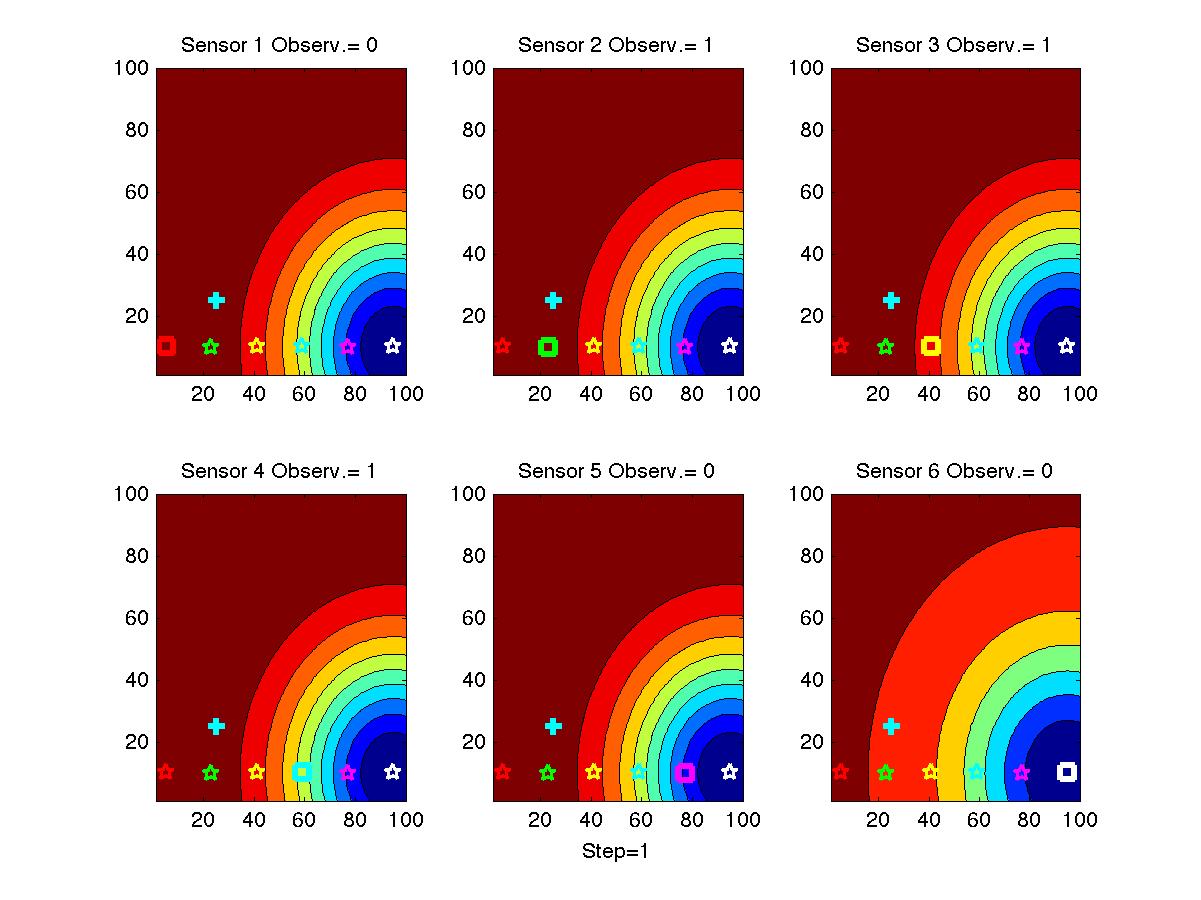 Sensor 1 Observ.= 0
Sensor 2 Observ.= 1
Sensor 3 Observ.= 1
100 100 100
80 80 80
60 60 60
40 40 40
20 20 20
20 40 60 80 100 20 40 60 80 100 20 40 60 80 100
Sensor 4 Observ.= 1
Sensor 5 Observ.= 0
Sensor 6 Observ.= 0
100 100 100
80 80 80
60 60 60
40 40 40
20 20 20
20 40 60 80 100 20 40 60 80 100 20 40 60 80 100
Step=1